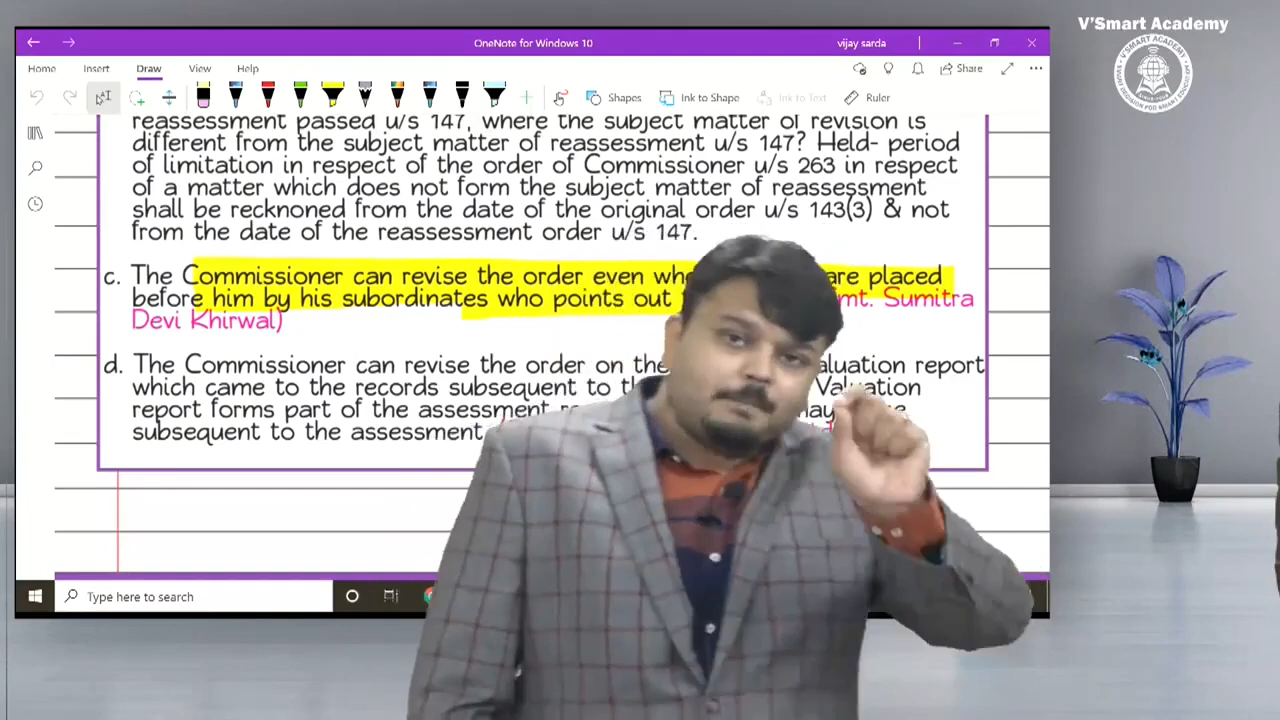 V'Smart Academy
OneNote for Windows 10
vijay sarda
Home Insert Draw View Help
Share
Shapes Ink to Shape Ink to Text Ruler
reassessment passed u/s 147, where the subject matter of revision is
different from the subject matter of reassessment u/s 147? Held- period
of limitation in respect of the order of Commissioner u/s 263 in respect
of a matter which does not form the subject matter of reassessment
shall be recknoned from the date of the original order u/s 143(3) & not
from the date of the reassessment order u/s 147.
c. The Commissioner can revise the order even are placed
before him by his subordinates who points out Sumitra
Devi Khirwal)
d. The Commissioner can revise the order on report
which came to the records subsequent to Valuation
report forms part of the assessment
subsequent to the assessment
Type here to search